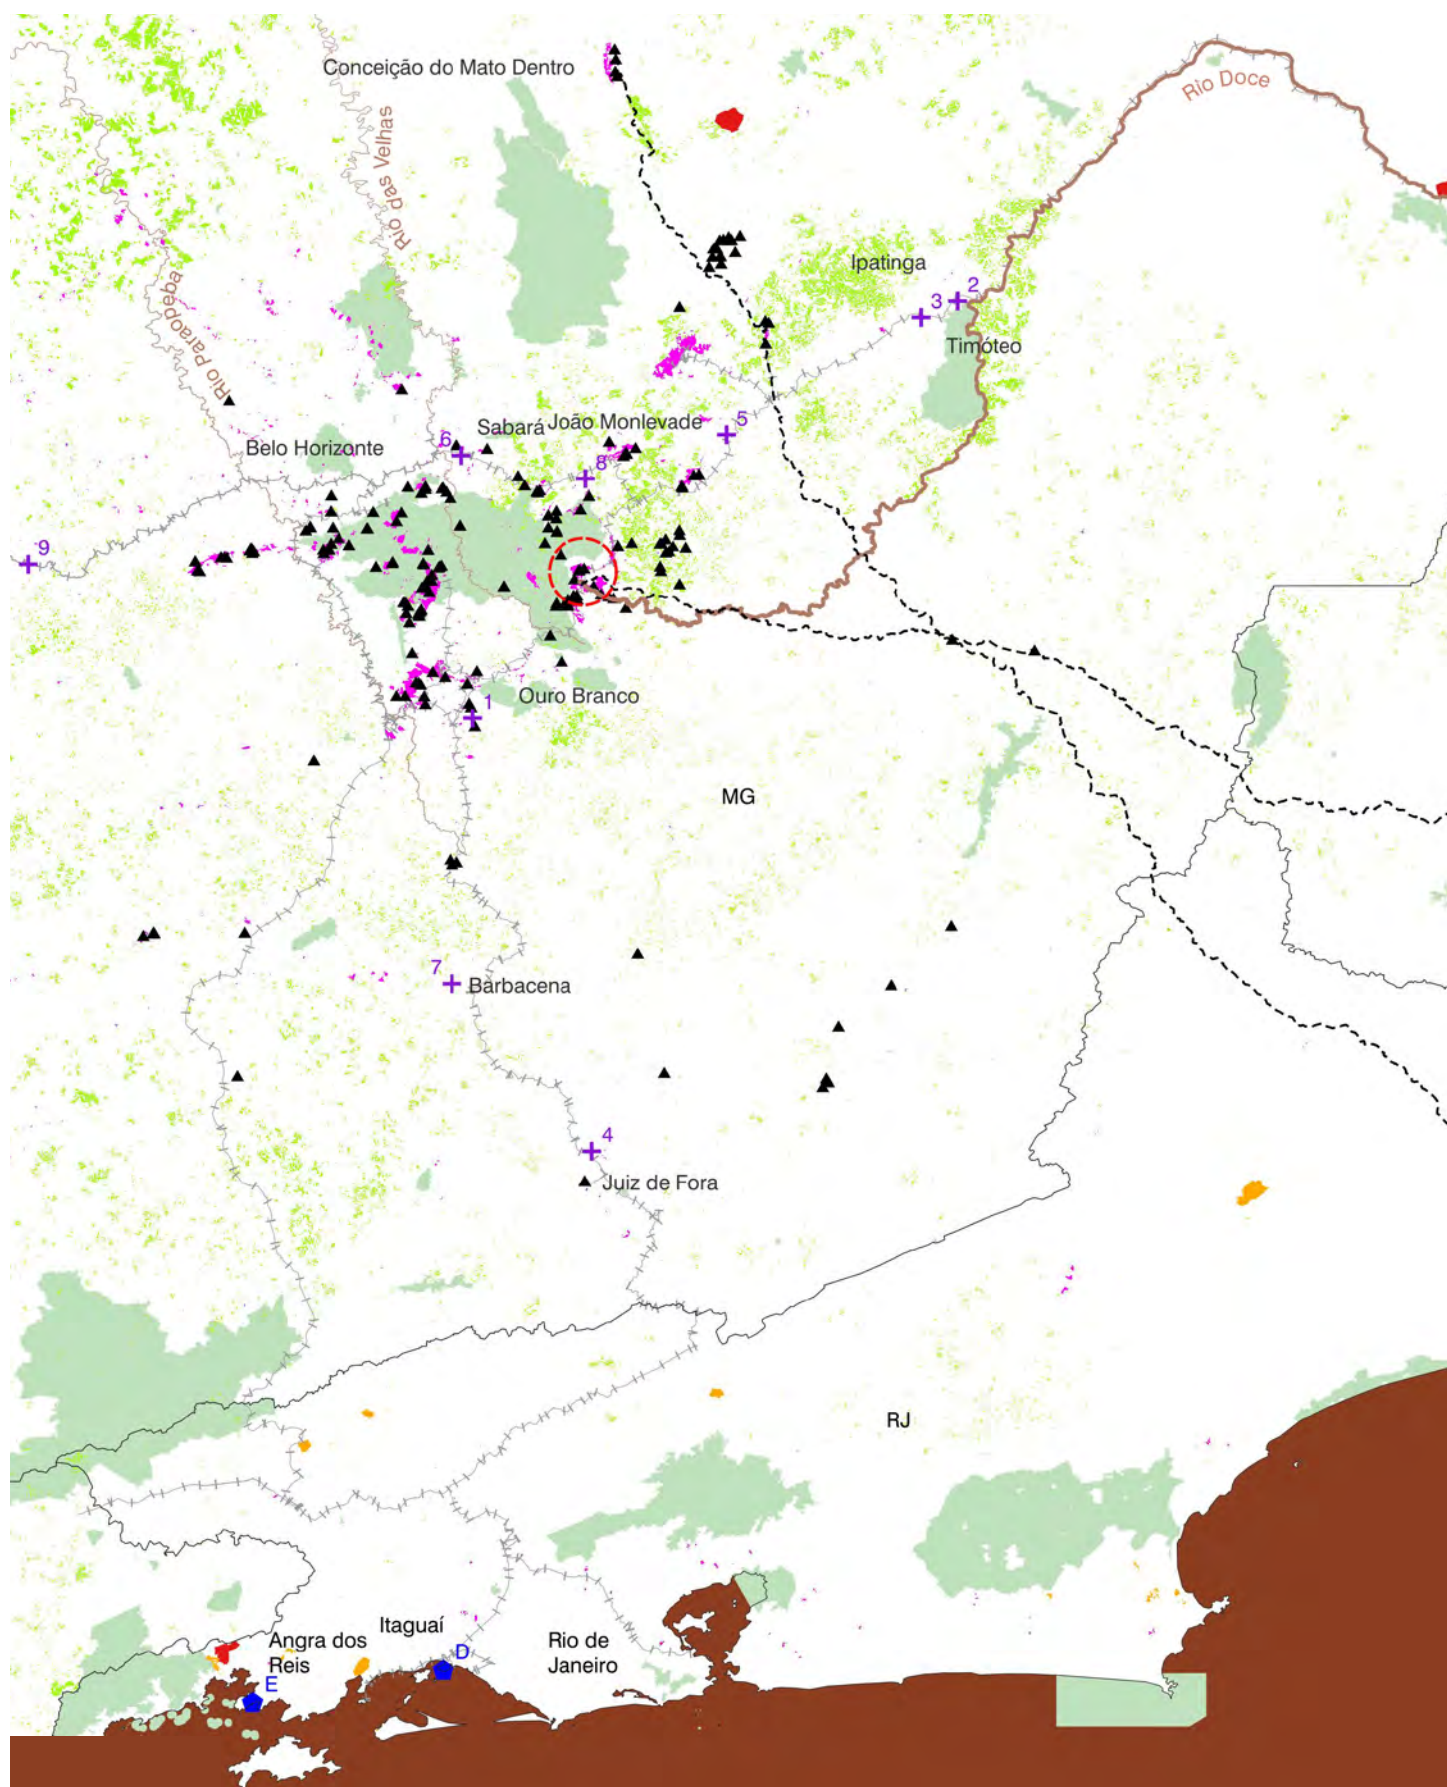 Conceição do Mato Dentro
Rio Doce
Rio das Velhas
Rio Paraopeba
Ipatinga
2
3
Timóteo
Sabará
João Monlevade
5
6
Belo Horizonte
8
9
Ouro Branco
1
MG
7
Barbacena
4
Juiz de Fora
RJ
Itaguaí
Angra dos
Reis
Rio de
Janeiro
D
E